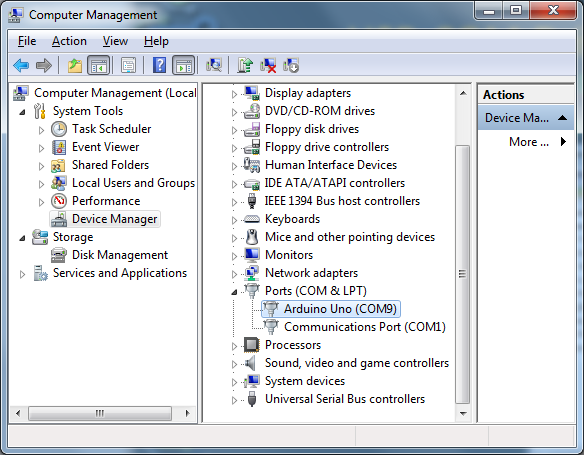 Computer Management
File Action View Help
Computer Management (Local
System Tools
Task Scheduler
Event Viewer
Shared Folders
Local Users and Groups
Performance
Device Manager
Storage
Disk Management
Services and Applications
Display adapters
DVD/CD-ROM drives
Floppy disk drives
Floppy drive controllers
Human Interface Devices
IDE ATA/ATAPI controllers
IEEE 1394 Bus host controllers
Keyboards
Mice and other pointing devices
Monitors
Network adapters
Ports (COM & LPT)
Arduino Uno (COM9)
Communications Port (COM1)
Processors
Sound, video and game controllers
System devices
Universal Serial Bus controllers
Actions
Device Ma...
More ...